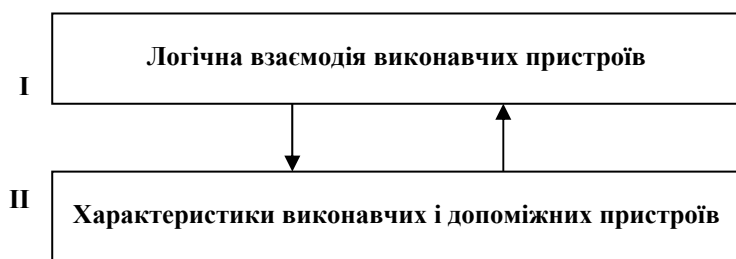 Логічна взаємодія виконавчих пристроїв
I
II
Характеристики виконавчих і допоміжних пристроїв